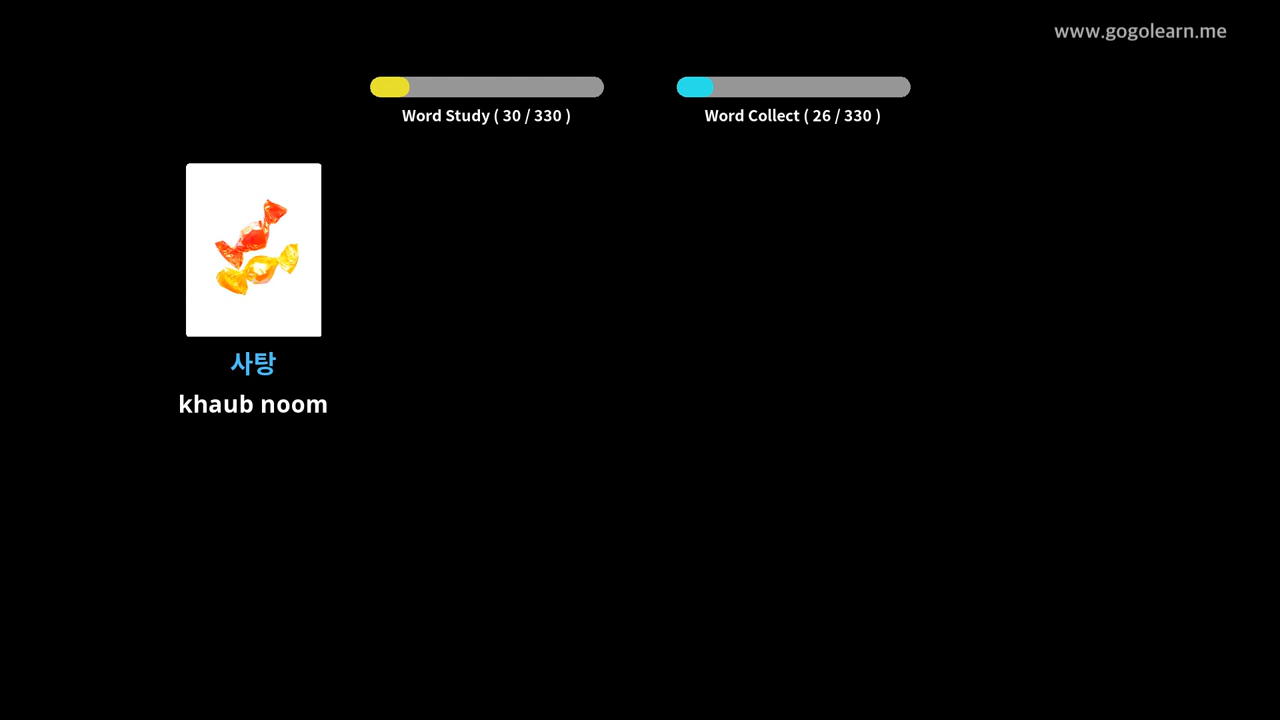 www.gogolearn.me
Word Study ( 30 / 330 )
Word Collect ( 26 / 330 )
사탕
khaub noom